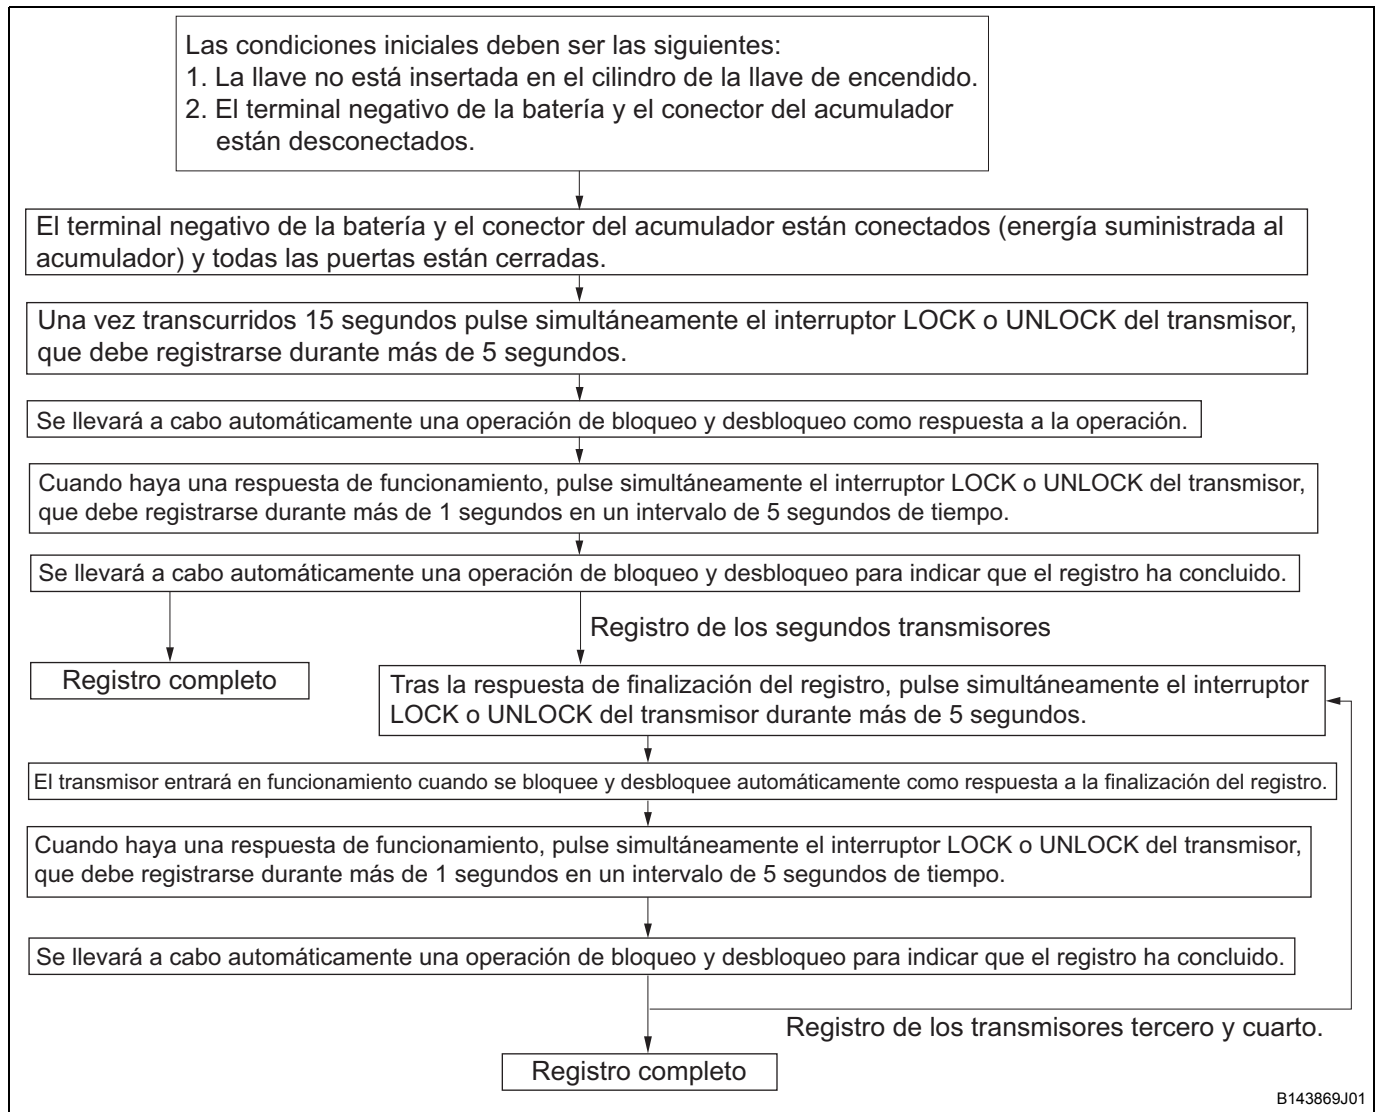 Las condiciones iniciales deben ser las siguientes:
1. La llave no está insertada en el cilindro de la llave de encendido.
2. El terminal negativo de la batería y el conector del acumulador
están desconectados.
El terminal negativo de la batería y el conector del acumulador están conectados (energía suministrada al
acumulador) y todas las puertas están cerradas.
Una vez transcurridos 15 segundos pulse simultáneamente el interruptor LOCK o UNLOCK del transmisor,
que debe registrarse durante más de 5 segundos.
Se llevará a cabo automáticamente una operación de bloqueo y desbloqueo como respuesta a la operación.
Cuando haya una respuesta de funcionamiento, pulse simultáneamente el interruptor LOCK o UNLOCK del transmisor,
que debe registrarse durante más de 1 segundos en un intervalo de 5 segundos de tiempo.
Se llevará a cabo automáticamente una operación de bloqueo y desbloqueo para indicar que el registro ha concluido.
Registro de los segundos transmisores
Registro completo
Tras la respuesta de finalización del registro, pulse simultáneamente el interruptor
LOCK o UNLOCK del transmisor durante más de 5 segundos.
El transmisor entrará en funcionamiento cuando se bloquee y desbloquee automáticamente como respuesta a la finalización del registro.
Cuando haya una respuesta de funcionamiento, pulse simultáneamente el interruptor LOCK o UNLOCK del transmisor,
que debe registrarse durante más de 1 segundos en un intervalo de 5 segundos de tiempo.
Se llevará a cabo automáticamente una operación de bloqueo y desbloqueo para indicar que el registro ha concluido.
Registro de los transmisores tercero y cuarto.
Registro completo
B143869J01